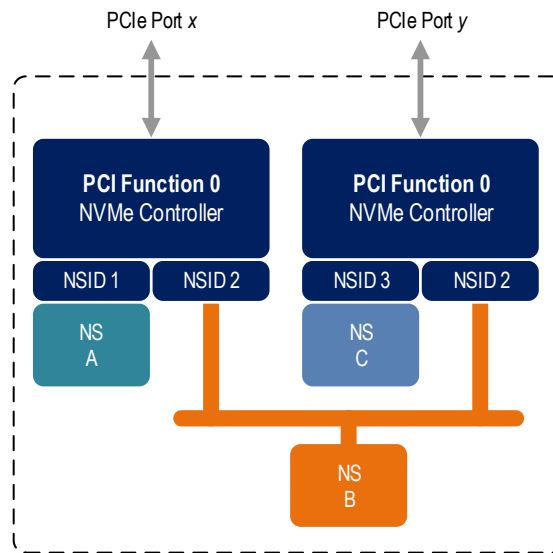 PCIe Port x
PCIe Port y
PCI Function 0
NVMe Controller
PCI Function 0
NVMe Controller
NSID 1
NSID 2
NSID 3
NSID 2
NS
A
NS
C
NS
B